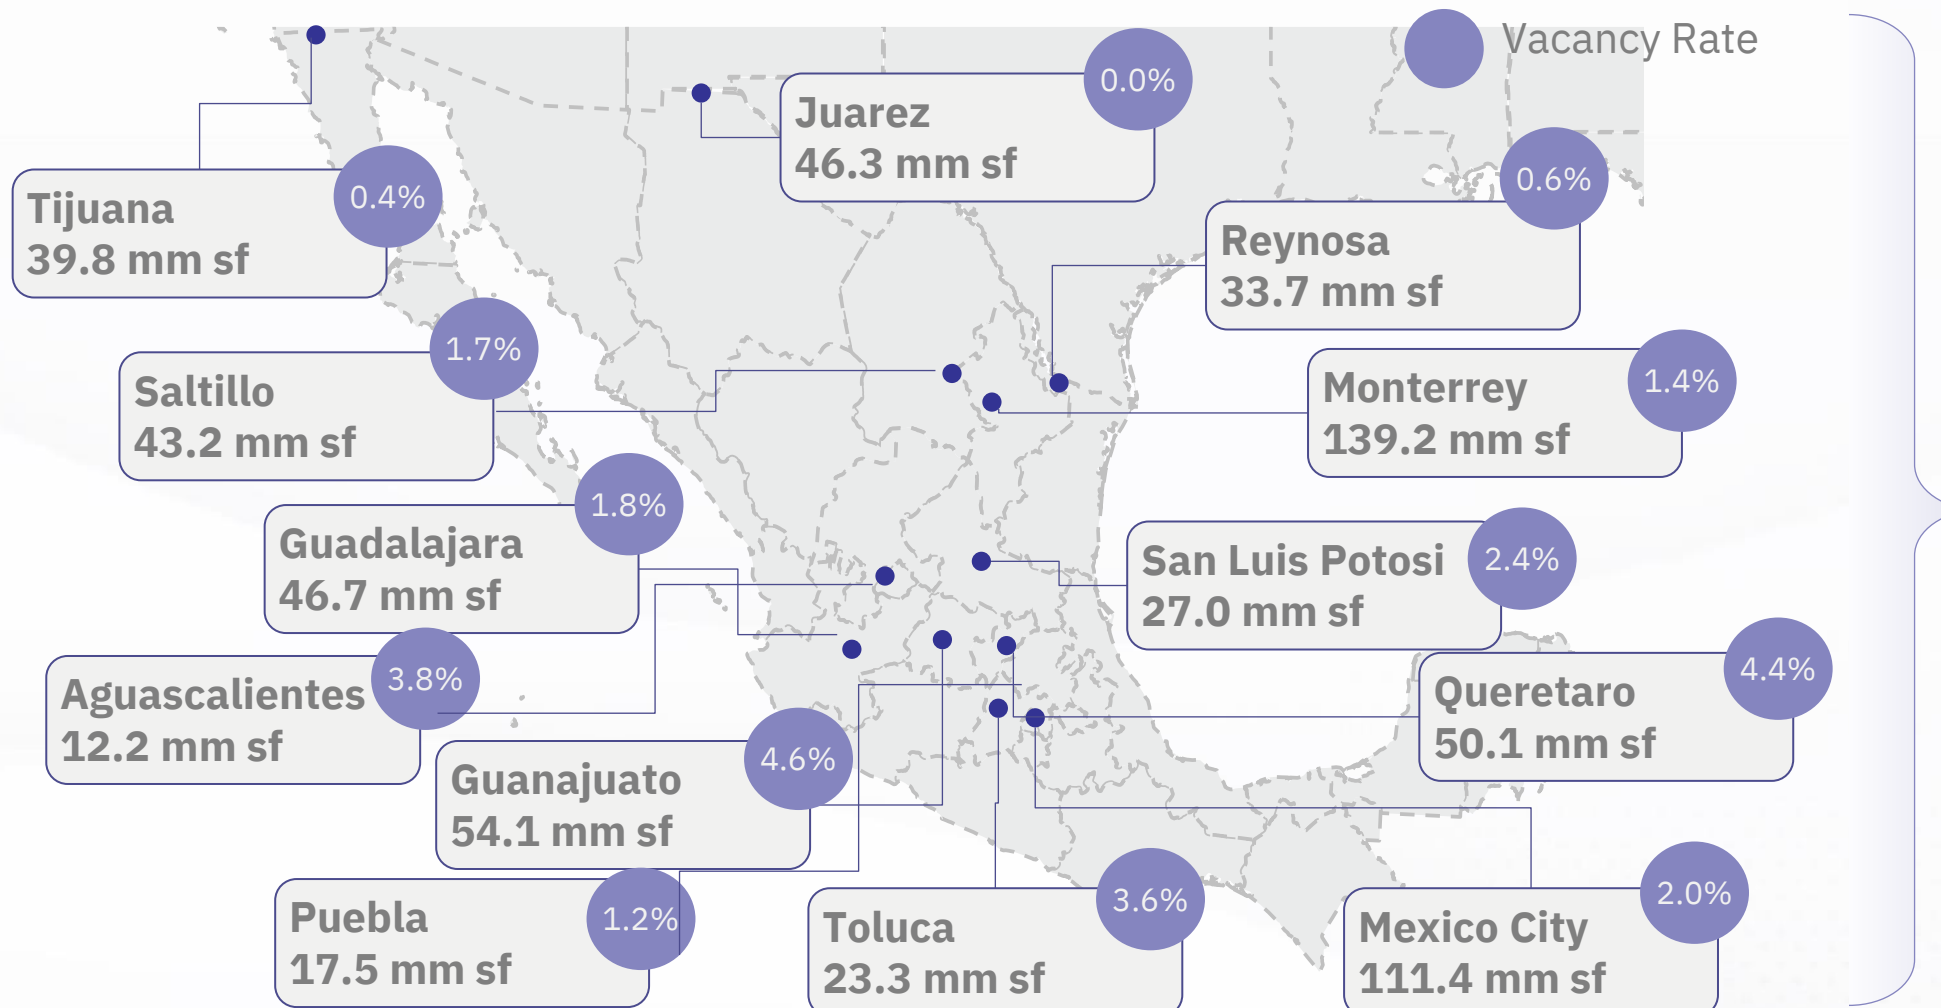 Vacancy Rate
0.0%
Juarez
46.3 mm sf
0.4%
Tijuana
39.8 mm sf
0.6%
Reynosa
33.7 mm sf
1.7%
Saltillo
43.2 mm sf
1.4%
Monterrey
139.2 mm sf
1.8%
Guadalajara
46.7 mm sf
2.4%
San Luis Potosi
27.0 mm sf
3.8%
Aguascalientes
12.2 mm sf
4.4%
Queretaro
50.1 mm sf
4.6%
Guanajuato
54.1 mm sf
1.2%
Puebla
17.5 mm sf
3.6%
Toluca
23.3 mm sf
2.0%
Mexico City
111.4 mm sf